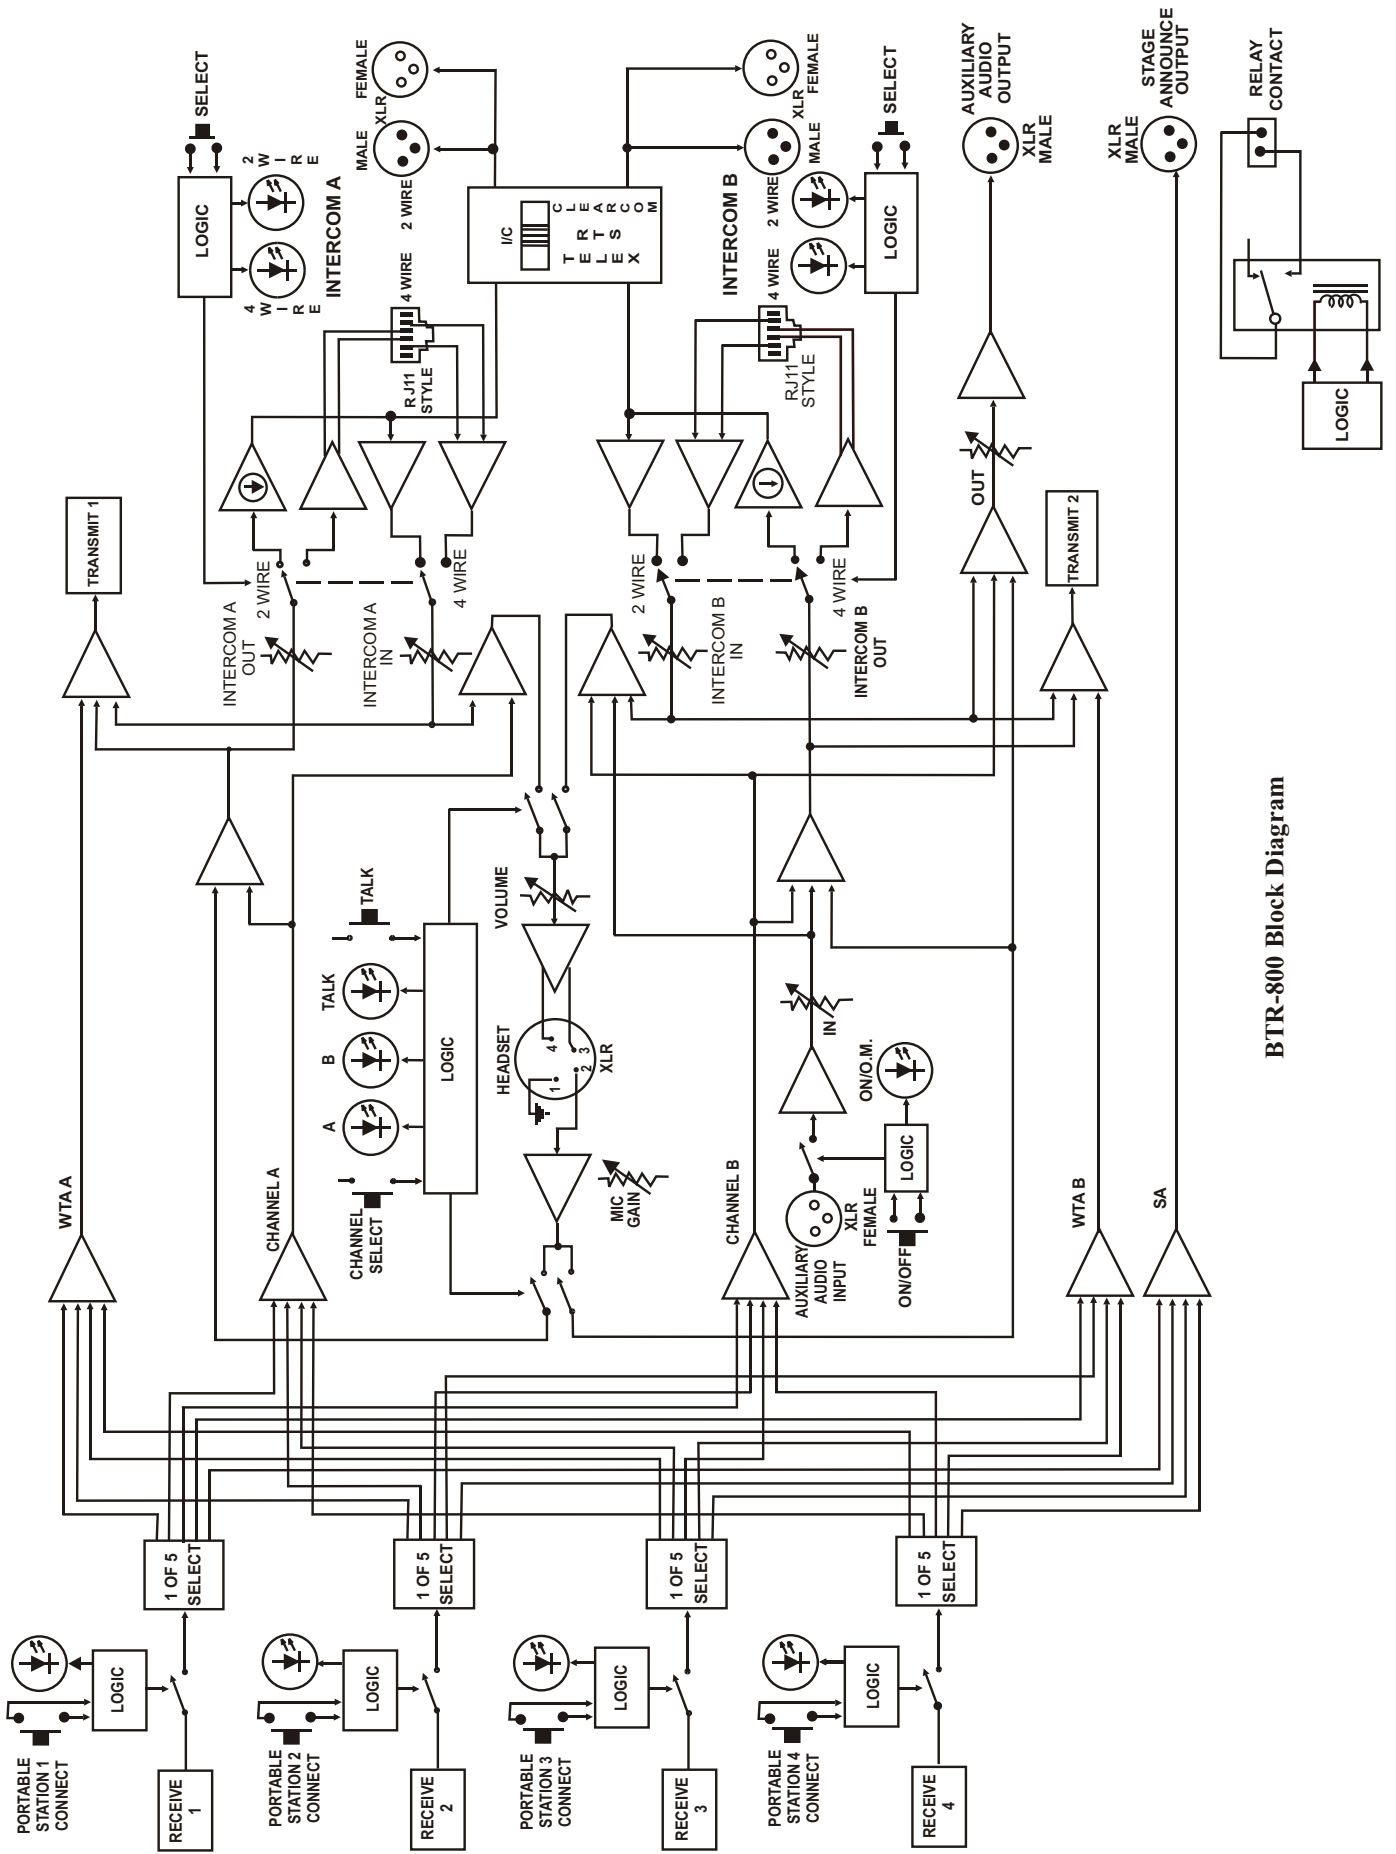 BTR-800 Block Diagram
PORTABLE
STATION 1
CONNECT
LOGIC
RECEIVE
1
1 OF 5
SELECT
PORTABLE
STATION 2
CONNECT
LOGIC
RECEIVE
2
1 OF 5
SELECT
PORTABLE
STATION 3
CONNECT
LOGIC
RECEIVE
3
1 OF 5
SELECT
PORTABLE
STATION 4
CONNECT
LOGIC
RECEIVE
4
1 OF 5
SELECT
WTA A
CHANNEL A
CHANNEL B
WTA B
SA
CHANNEL
SELECT
A
B
TALK
TALK
LOGIC
MIC
GAIN
HEADSET
1
2
3
4
XLR
VOLUME
AUXILIARY
AUDIO
INPUT
XLR
FEMALE
ON/OFF
LOGIC
ON/O.M.
IN
TRANSMIT 1
INTERCOM A
OUT
2 WIRE
INTERCOM A
IN
4 WIRE
LOGIC
SELECT
4 WIRE
2 WIRE
INTERCOM A
RJ11
STYLE
4 WIRE
2 WIRE
MALE
XLR
FEMALE
I/C
TELEX
RTS
CLEARCOM
2 WIRE
INTERCOM B
IN
4 WIRE
INTERCOM B
OUT
RJ11
STYLE
4 WIRE
2 WIRE
INTERCOM B
MALE
XLR
FEMALE
LOGIC
SELECT
TRANSMIT 2
OUT
XLR
MALE
AUXILIARY
AUDIO
OUTPUT
XLR
MALE
STAGE
ANNOUNCE
OUTPUT
LOGIC
RELAY
CONTACT